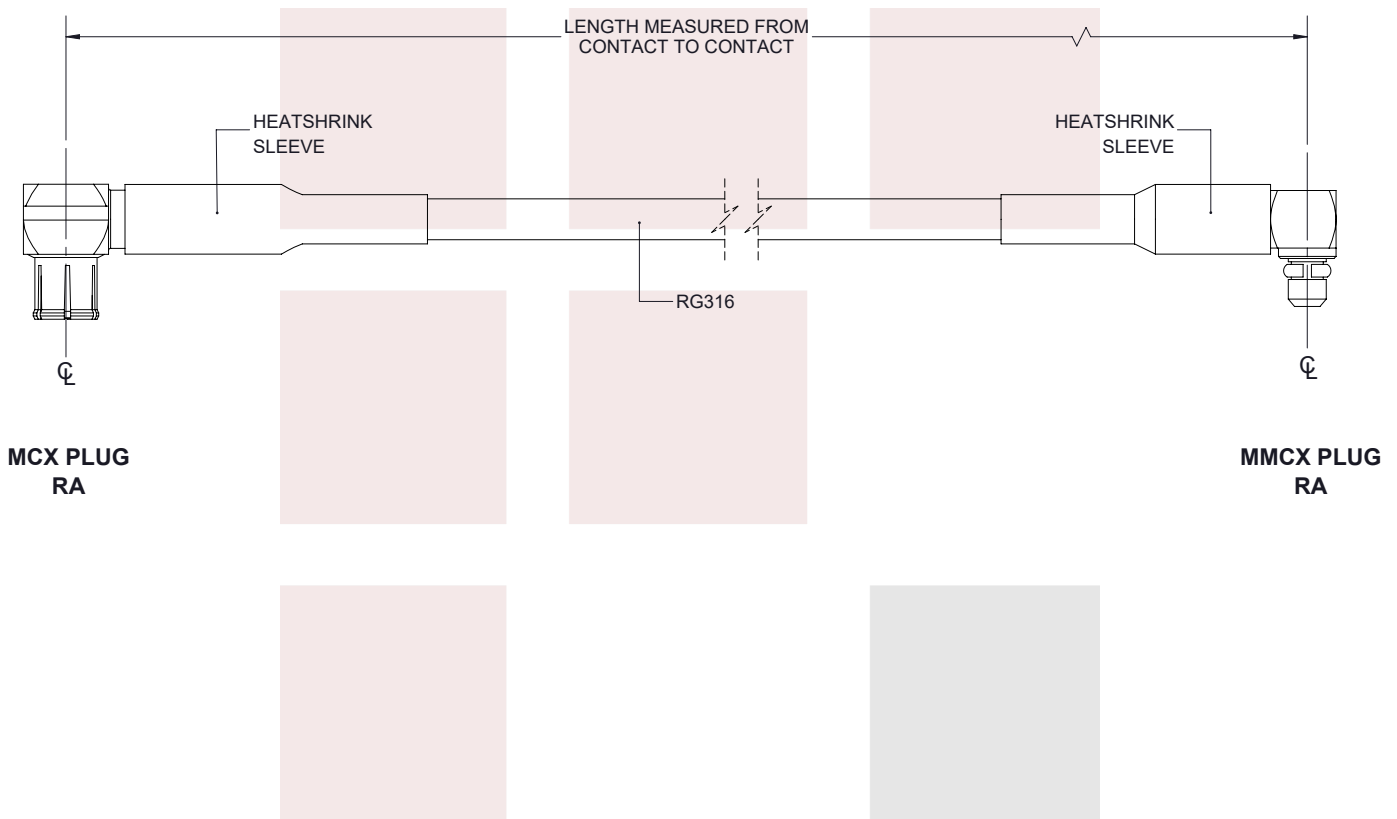 LENGTH MEASURED FROM
CONTACT TO CONTACT
HEATSHRINK
SLEEVE
HEATSHRINK
SLEEVE
RG316
℄
℄
MCX PLUG
RA
MMCX PLUG
RA